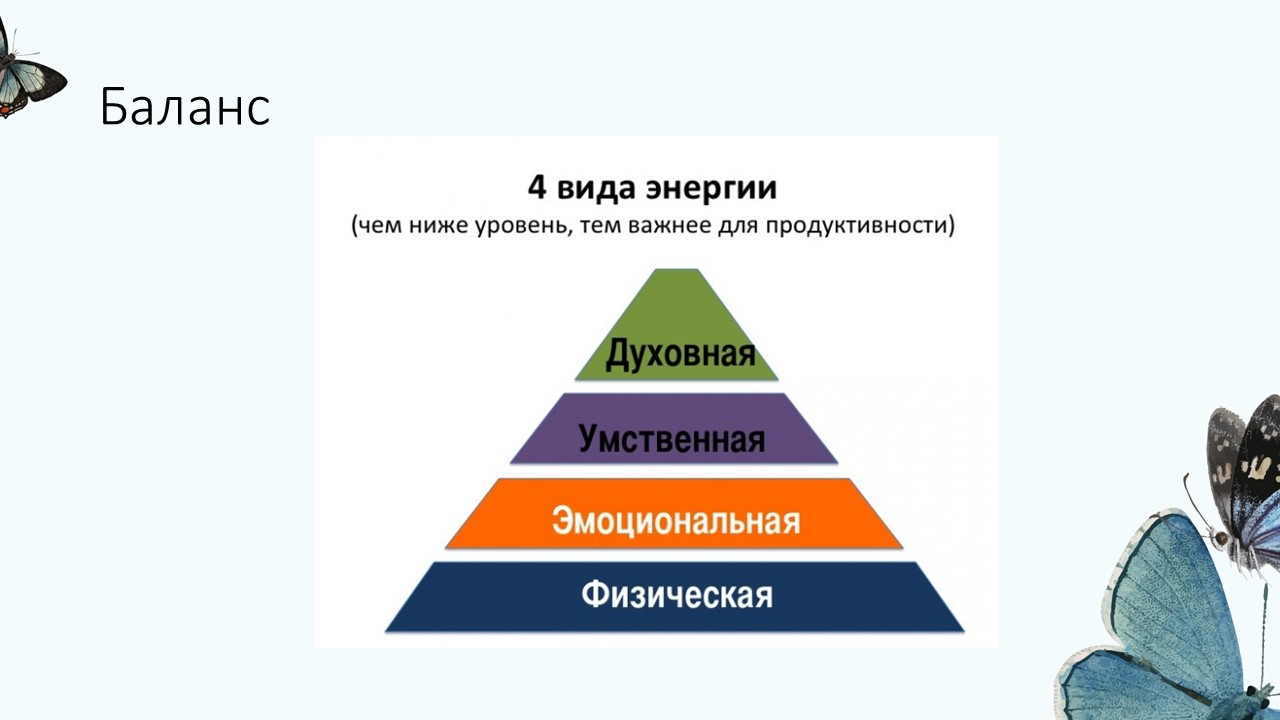 Баланс
4 вида энергии
(чем ниже уровень, тем важнее для продуктивности)
Духовная
Умственная
Эмоциональная
Физическая